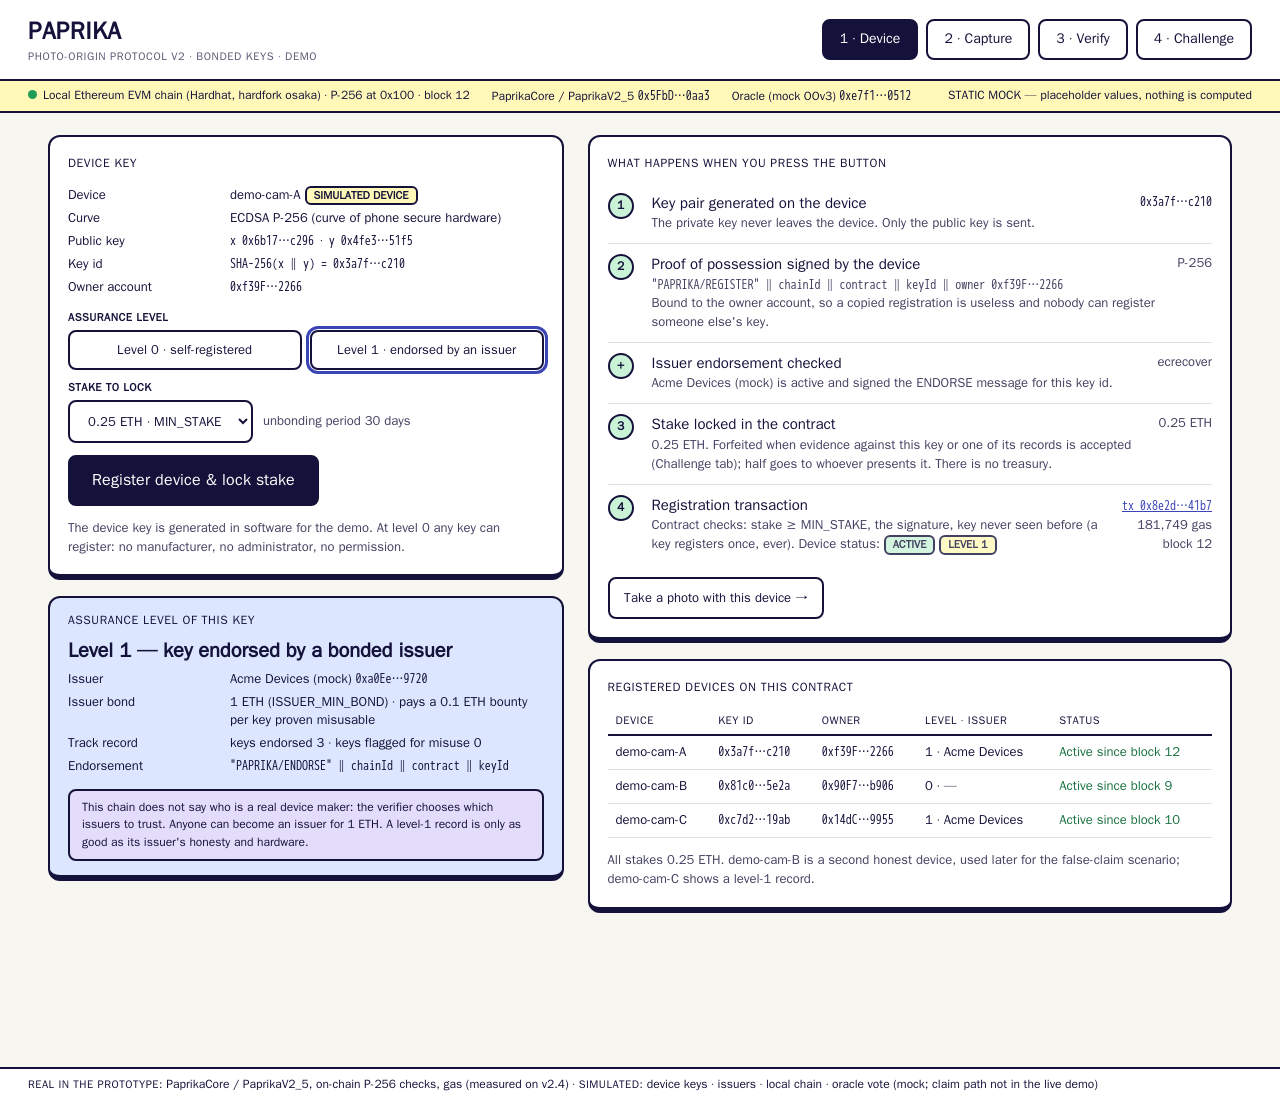 PAPRIKA
PHOTO-ORIGIN PROTOCOL V2 · BONDED KEYS · DEMO
1 · Device
2 · Capture
3 · Verify
4 · Challenge
Local Ethereum EVM chain (Hardhat, hardfork osaka) · P-256 at 0x100 · block 12
PaprikaCore / PaprikaV2_5 0x5FbD···0aa3
Oracle (mock OOv3) 0xe7f1···0512
STATIC MOCK — placeholder values, nothing is computed
DEVICE KEY
Device demo-cam-A SIMULATED DEVICE
Curve ECDSA P-256 (curve of phone secure hardware)
Public key x 0x6b17···c296 · y 0x4fe3···51f5
Key id SHA-256(x ‖ y) = 0x3a7f···c210
Owner account 0xf39F···2266
ASSURANCE LEVEL
Level 0 · self-registered
Level 1 · endorsed by an issuer
STAKE TO LOCK
0.25 ETH · MIN_STAKE unbonding period 30 days
Register device & lock stake
The device key is generated in software for the demo. At level 0 any key can
register: no manufacturer, no administrator, no permission.
ASSURANCE LEVEL OF THIS KEY
Level 1 — key endorsed by a bonded issuer
Issuer Acme Devices (mock) 0xa0Ee···9720
Issuer bond 1 ETH (ISSUER_MIN_BOND) · pays a 0.1 ETH bounty
per key proven misusable
Track record keys endorsed 3 · keys flagged for misuse 0
Endorsement "PAPRIKA/ENDORSE" ‖ chainId ‖ contract ‖ keyId
This chain does not say who is a real device maker: the verifier chooses which
issuers to trust. Anyone can become an issuer for 1 ETH. A level-1 record is only as
good as its issuer's honesty and hardware.
WHAT HAPPENS WHEN YOU PRESS THE BUTTON
1 Key pair generated on the device 0x3a7f···c210
The private key never leaves the device. Only the public key is sent.
2 Proof of possession signed by the device P-256
"PAPRIKA/REGISTER" ‖ chainId ‖ contract ‖ keyId ‖ owner 0xf39F···2266
Bound to the owner account, so a copied registration is useless and nobody can register
someone else's key.
+ Issuer endorsement checked ecrecover
Acme Devices (mock) is active and signed the ENDORSE message for this key id.
3 Stake locked in the contract 0.25 ETH
0.25 ETH. Forfeited when evidence against this key or one of its records is accepted
(Challenge tab); half goes to whoever presents it. There is no treasury.
4 Registration transaction tx 0x8e2d···41b7
Contract checks: stake ≥ MIN_STAKE, the signature, key never seen before (a 181,749 gas
key registers once, ever). Device status: ACTIVE LEVEL 1 block 12
Take a photo with this device →
REGISTERED DEVICES ON THIS CONTRACT
DEVICE KEY ID OWNER LEVEL · ISSUER STATUS
demo-cam-A 0x3a7f···c210 0xf39F···2266 1 · Acme Devices Active since block 12
demo-cam-B 0x81c0···5e2a 0x90F7···b906 0 · — Active since block 9
demo-cam-C 0xc7d2···19ab 0x14dC···9955 1 · Acme Devices Active since block 10
All stakes 0.25 ETH. demo-cam-B is a second honest device, used later for the false-claim scenario;
demo-cam-C shows a level-1 record.
REAL IN THE PROTOTYPE: PaprikaCore / PaprikaV2_5, on-chain P-256 checks, gas (measured on v2.4) · SIMULATED: device keys · issuers · local chain · oracle vote (mock; claim path not in the live demo)